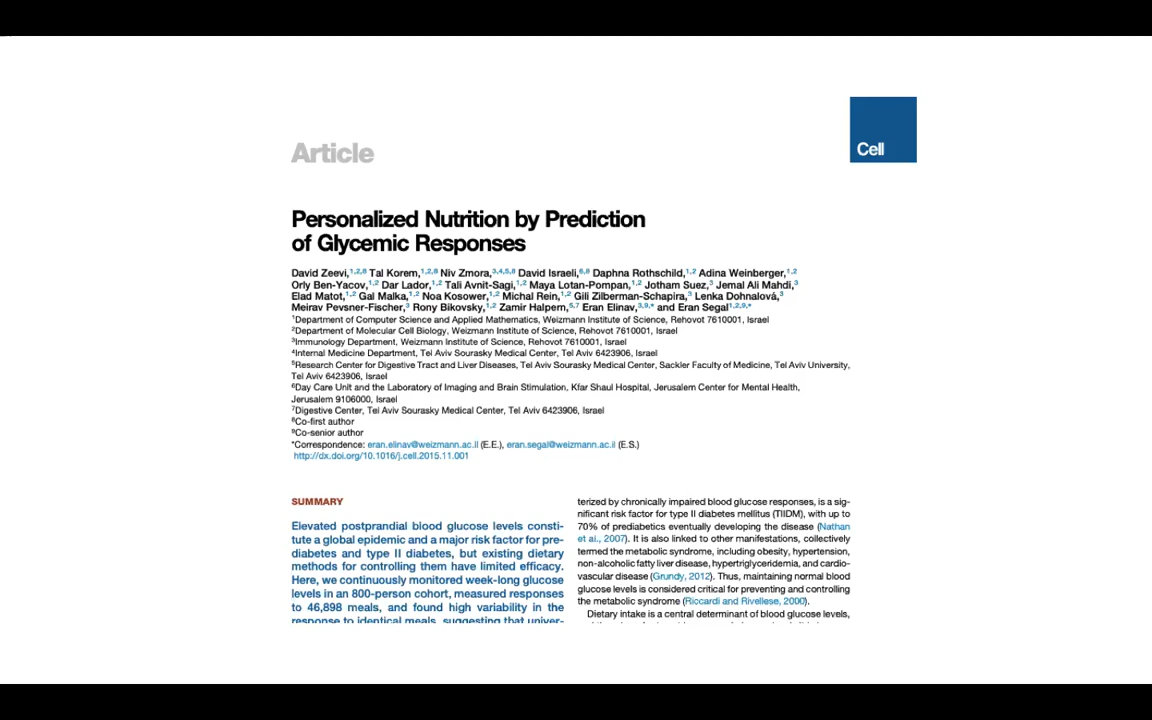 Cell
Article
Personalized Nutrition by Prediction
of Glycemic Responses
David Zeevi,1,2,8 Tal Korem,1,2,8 Niv Zmora,3,4,5,8 David Israeli,6,8 Daphna Rothschild,1,2 Adina Weinberger,1,2
Orly Ben-Yacov,1,2 Dar Lador,1,2 Tali Avnit-Sagi,1,2 Maya Lotan-Pompan,1,2 Jotham Suez,3 Jemal Ali Mahdi,3
Elad Matot,1,2 Gal Malka,1,2 Noa Kosower,1,2 Michal Rein,1,2 Gili Zilberman-Schapira,3 Lenka Dohnalová,3
Meirav Pevsner-Fischer,3 Rony Bikovsky,1,2 Zamir Halpern,5,7 Eran Elinav,3,9,* and Eran Segal1,2,9,*
1Department of Computer Science and Applied Mathematics, Weizmann Institute of Science, Rehovot 7610001, Israel
2Department of Molecular Cell Biology, Weizmann Institute of Science, Rehovot 7610001, Israel
3Immunology Department, Weizmann Institute of Science, Rehovot 7610001, Israel
4Internal Medicine Department, Tel Aviv Sourasky Medical Center, Tel Aviv 6423906, Israel
5Research Center for Digestive Tract and Liver Diseases, Tel Aviv Sourasky Medical Center, Sackler Faculty of Medicine, Tel Aviv University,
Tel Aviv 6423906, Israel
6Day Care Unit and the Laboratory of Imaging and Brain Stimulation, Kfar Shaul Hospital, Jerusalem Center for Mental Health,
Jerusalem 9106000, Israel
7Digestive Center, Tel Aviv Sourasky Medical Center, Tel Aviv 6423906, Israel
8Co-first author
9Co-senior author
*Correspondence: eran.elinav@weizmann.ac.il (E.E.), eran.segal@weizmann.ac.il (E.S.)
http://dx.doi.org/10.1016/j.cell.2015.11.001
SUMMARY
Elevated postprandial blood glucose levels consti-
tute a global epidemic and a major risk factor for pre-
diabetes and type II diabetes, but existing dietary
methods for controlling them have limited efficacy.
Here, we continuously monitored week-long glucose
levels in an 800-person cohort, measured responses
to 46,898 meals, and found high variability in the
response to identical meals, suggesting that univer-
terized by chronically impaired blood glucose responses, is a sig-
nificant risk factor for type II diabetes mellitus (TIIDM), with up to
70% of prediabetics eventually developing the disease (Nathan
et al., 2007). It is also linked to other manifestations, collectively
termed the metabolic syndrome, including obesity, hypertension,
non-alcoholic fatty liver disease, hypertriglyceridemia, and cardio-
vascular disease (Grundy, 2012). Thus, maintaining normal blood
glucose levels is considered critical for preventing and controlling
the metabolic syndrome (Riccardi and Rivellese, 2000).
Dietary intake is a central determinant of blood glucose levels,